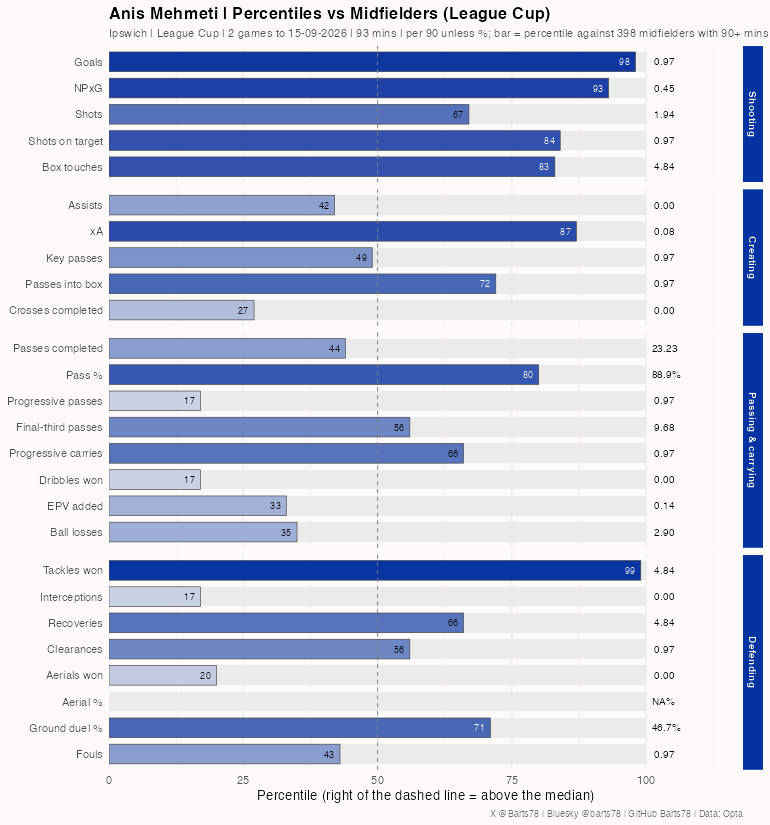 Anis Mehmeti | Percentiles vs Midfielders (League Cup)
Ipswich | League Cup | 2 games to 15-09-2026 | 93 mins | per 90 unless %; bar = percentile against 398 midfielders with 90+ mins
Goals 98 0.97
NPxG 93 0.45
Shots 67 1.94
Shots on target 84 0.97
Box touches 83 4.84
Shooting
Assists 42 0.00
xA 87 0.08
Key passes 49 0.97
Passes into box 72 0.97
Crosses completed 27 0.00
Creating
Passes completed 44 23.23
Pass % 80 88.9%
Progressive passes 17 0.97
Final-third passes 56 9.68
Progressive carries 66 0.97
Dribbles won 17 0.00
EPV added 33 0.14
Ball losses 35 2.90
Passing & carrying
Tackles won 99 4.84
Interceptions 17 0.00
Recoveries 66 4.84
Clearances 56 0.97
Aerials won 20 0.00
Aerial % NA%
Ground duel % 71 46.7%
Fouls 43 0.97
Defending
0 25 50 75 100
Percentile (right of the dashed line = above the median)
X @Barts78 | Bluesky @barts78 | GitHub Barts78 | Data: Opta